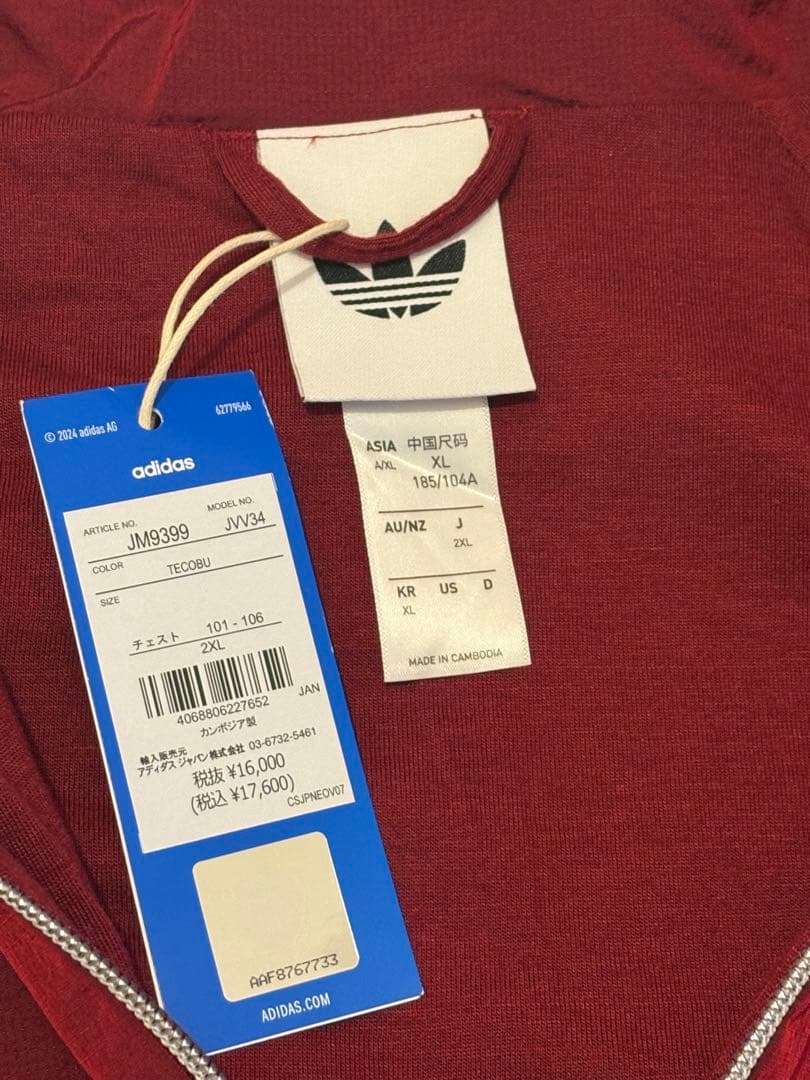 © 2024 adidas AG
62779566
adidas
ARTICLE NO.
MODEL NO.
JM9399
JVV34
COLOR
TECOBU
SIZE
チェスト 101 - 106
2XL
JAN
4068806227652
カンボジア製
輸入販売元
アディダス ジャパン株式会社 03-6732-5461
税抜 ¥16,000
(税込 ¥17,600)
CSJPNEOV07
AAF8767733
ADIDAS.COM
ASIA 中国尺码
A/XL XL
185/104A
AU/NZ J
2XL
KR US D
XL
MADE IN CAMBODIA